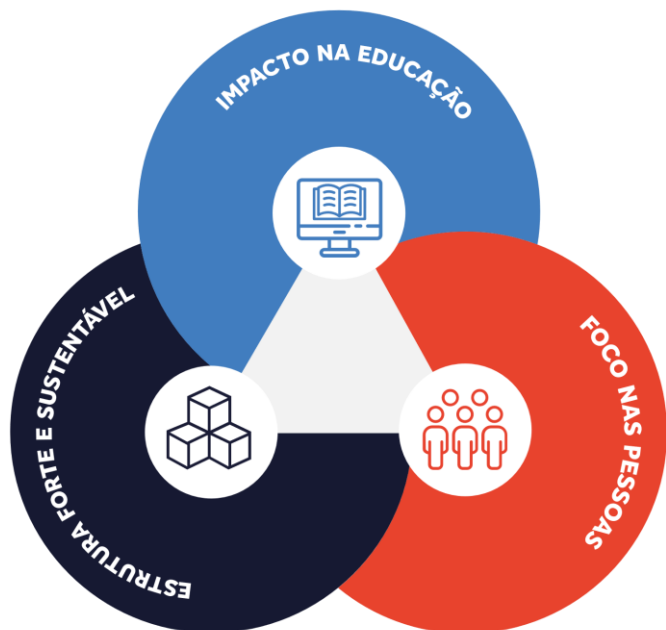 IMPACTO NA EDUCAÇÃO
ESTRUTURA FORTE E SUSTENTÁVEL
FOCO NAS PESSOAS